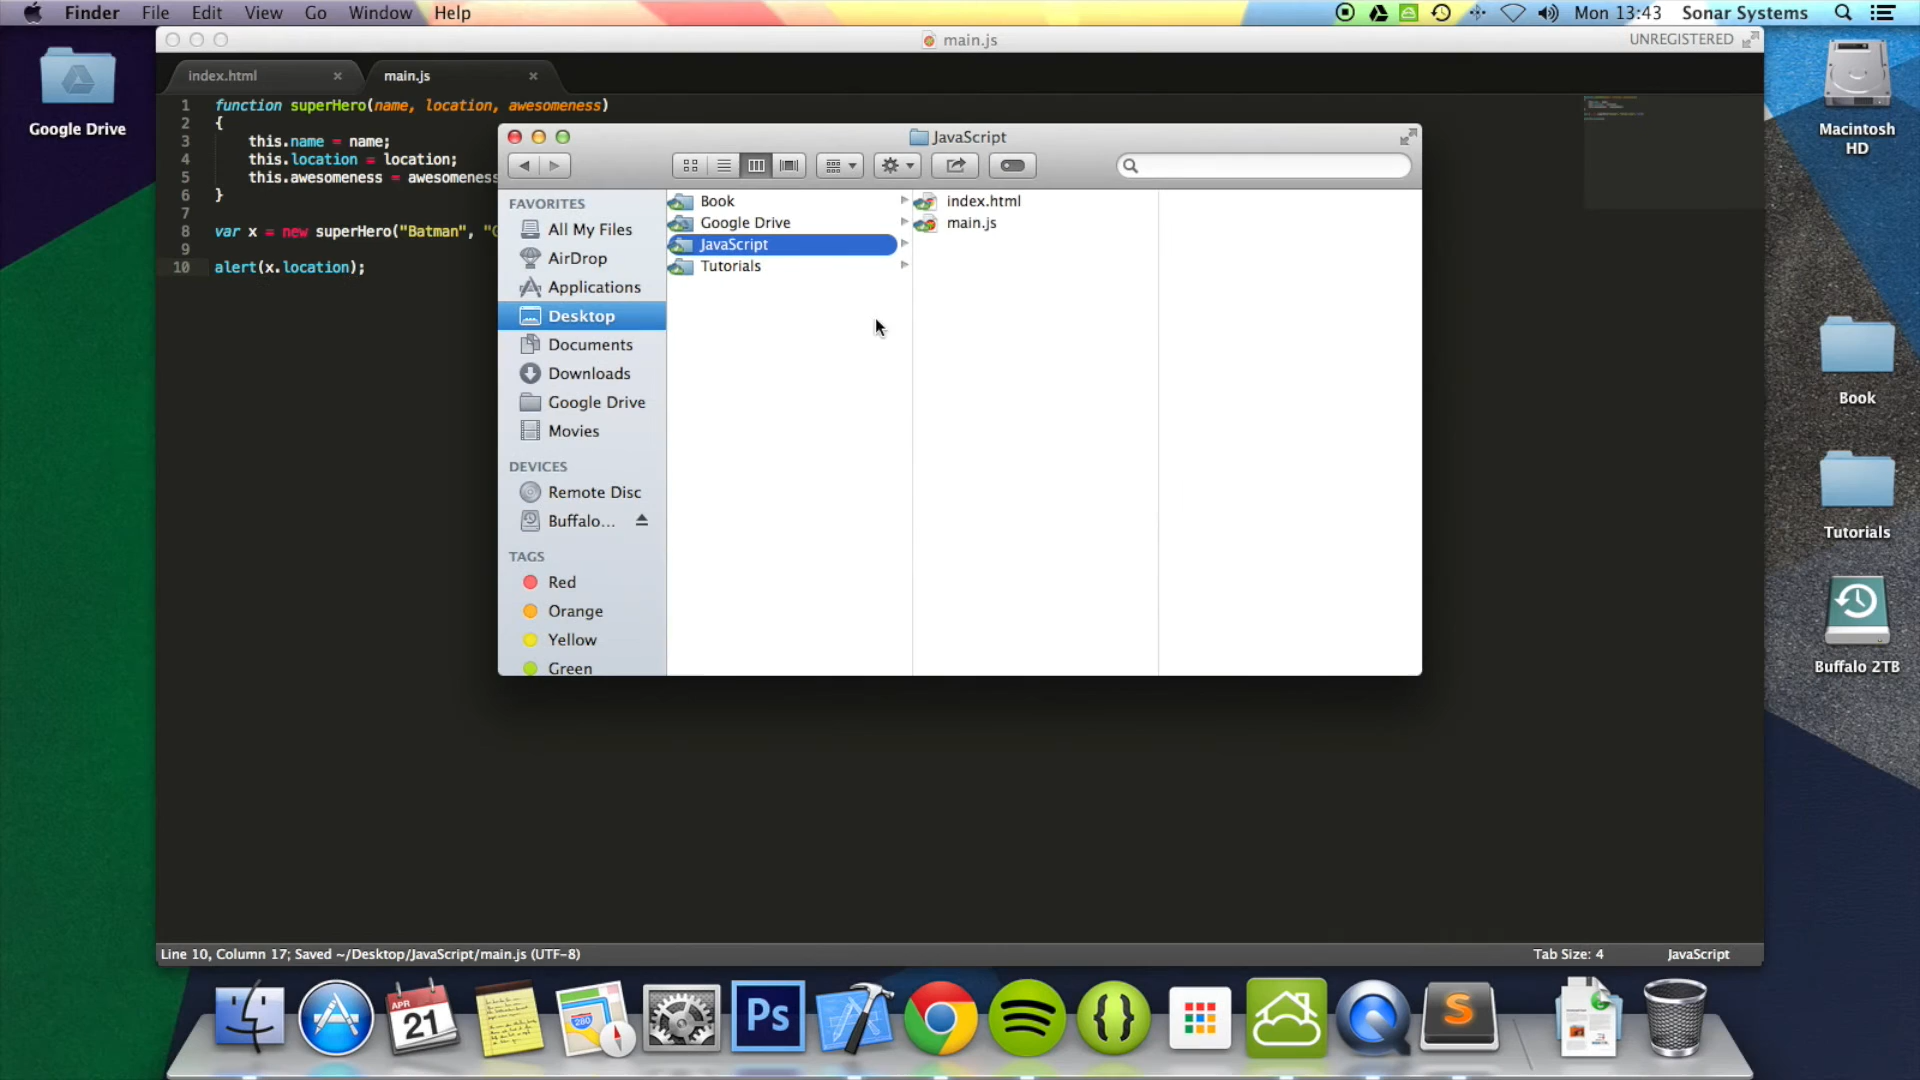 Finder File Edit View Go Window Help
Mon 13:43 Sonar Systems
main.js
UNREGISTERED
index.html
main.js
1 function superHero(name, location, awesomeness)
2 {
3 this.name = name;
4 this.location = location;
5 this.awesomeness = awesomeness
6 }
7
8 var x = new superHero("Batman", "
9
10 alert(x.location);
JavaScript
FAVORITES
All My Files
AirDrop
Applications
Desktop
Documents
Downloads
Google Drive
Movies
DEVICES
Remote Disc
Buffalo...
TAGS
Red
Orange
Yellow
Green
Book
Google Drive
JavaScript
Tutorials
index.html
main.js
Google Drive
Macintosh
HD
Book
Tutorials
Buffalo 2TB
Line 10, Column 17; Saved ~/Desktop/JavaScript/main.js (UTF-8)
Tab Size: 4
JavaScript
APR
21
280
Ps
{}
S